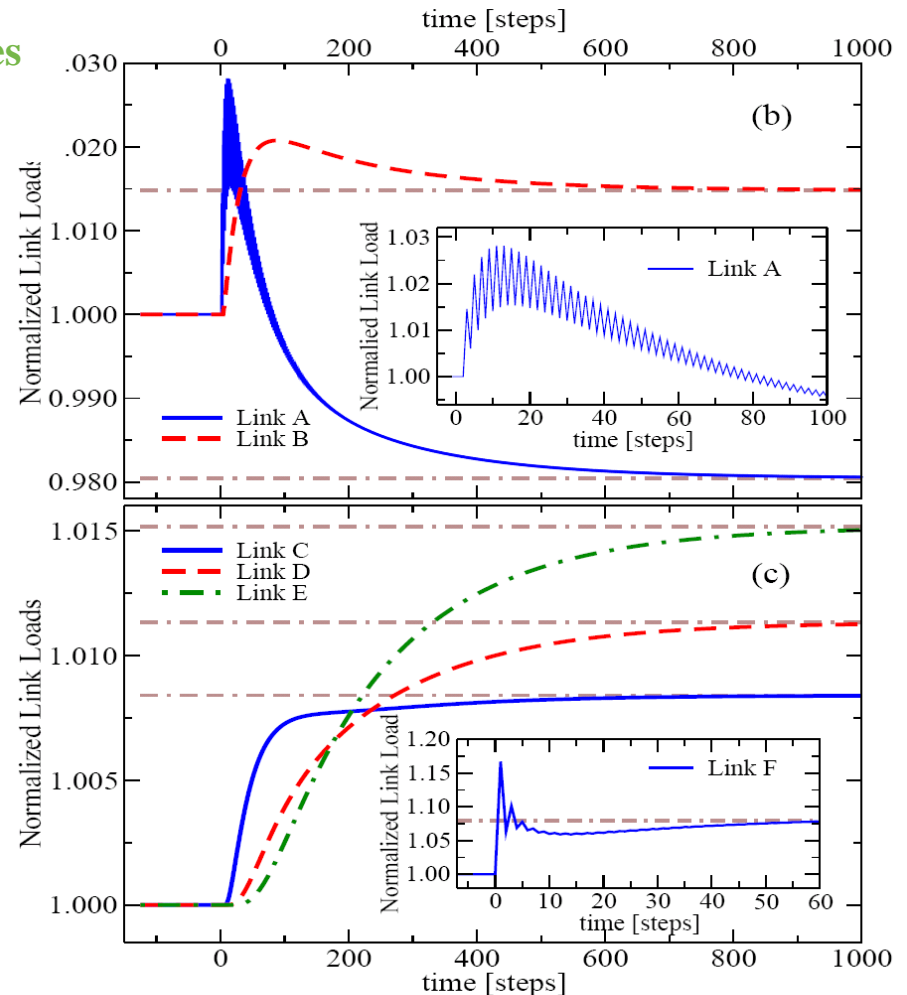 time [steps]
es
0 200 400 600 800 1000
.030
.020
1.010
1.000
0.990
0.980
Normalized Link Loads
(b)
Link A
Link B
1.03
1.02
1.01
1.00
Normalied Link Load
Link A
0 20 40 60 80 100
time [steps]
1.015
1.010
1.005
1.000
Normalized Link Loads
Link C
Link D
Link E
(c)
1.20
1.15
1.10
1.05
1.00
Normalized Link Load
Link F
0 10 20 30 40 50 60
time [steps]
0 200 400 600 800 1000
time [steps]